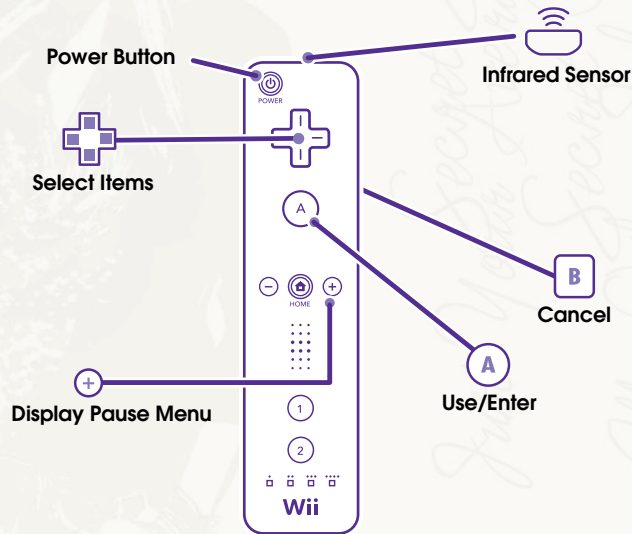 Power Button
Infrared Sensor
POWER
Select Items
A
B
Cancel
− HOME +
+
Display Pause Menu
A
Use/Enter
1
2
Wii